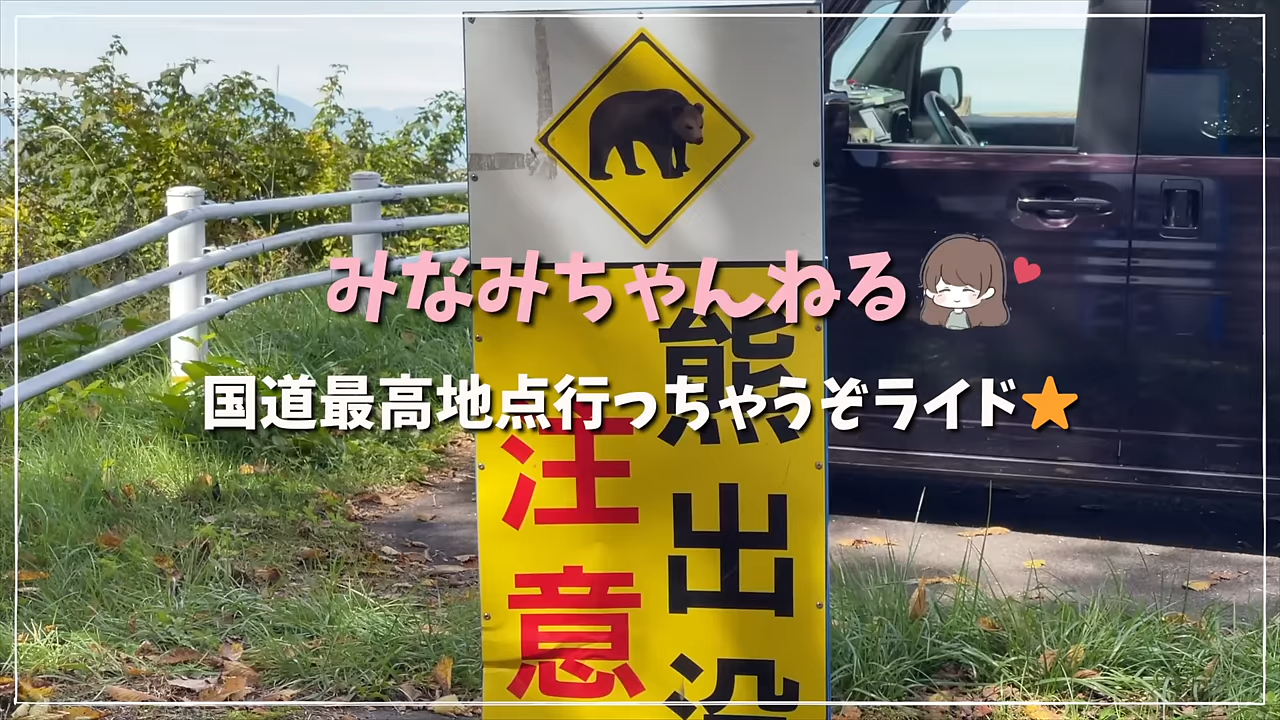 みなみちゃんねる
国道最高地点行っちゃうぞライド
熊出没
注意